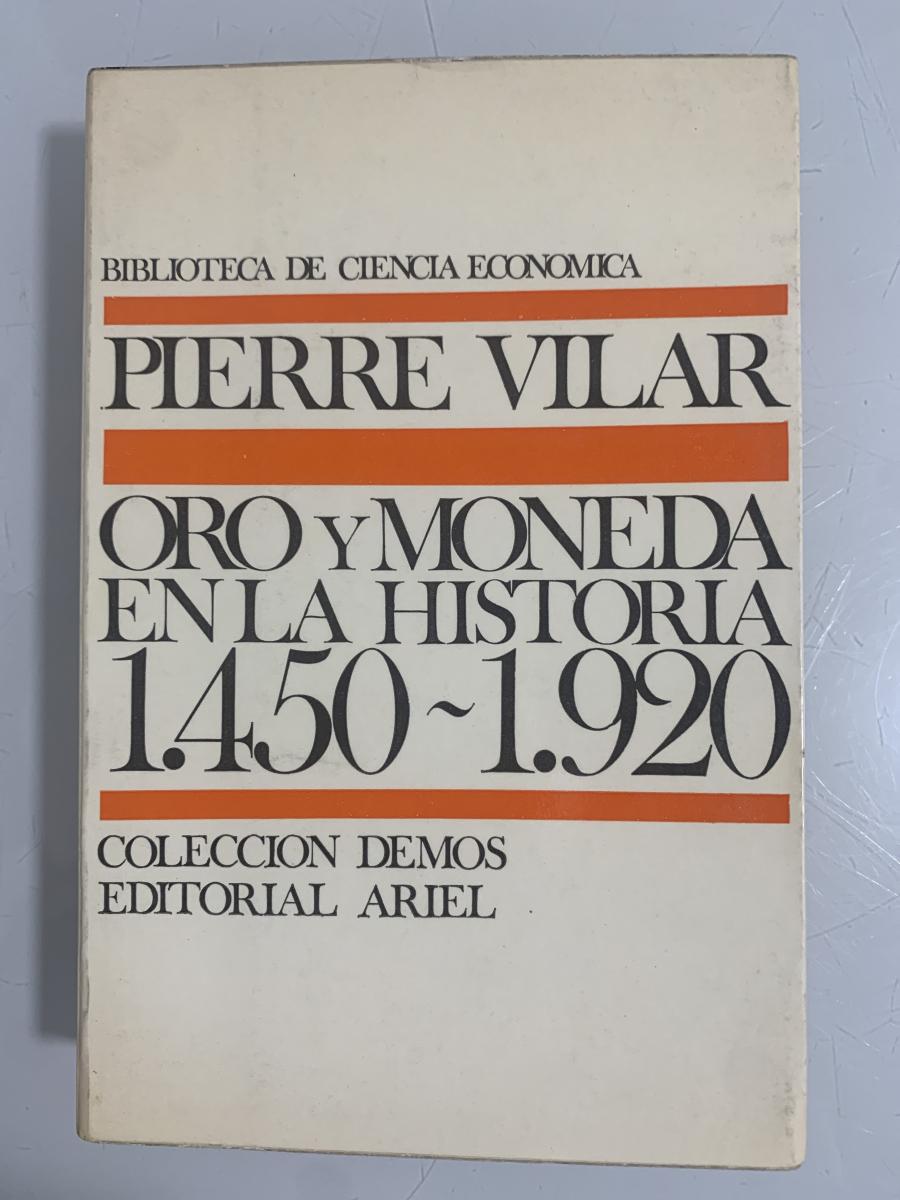 BIBLIOTECA DE CIENCIA ECONOMICA
PIERRE VILAR
ORO Y MONEDA
EN LA HISTORIA
1.450~1.920
COLECCION DEMOS
EDITORIAL ARIEL